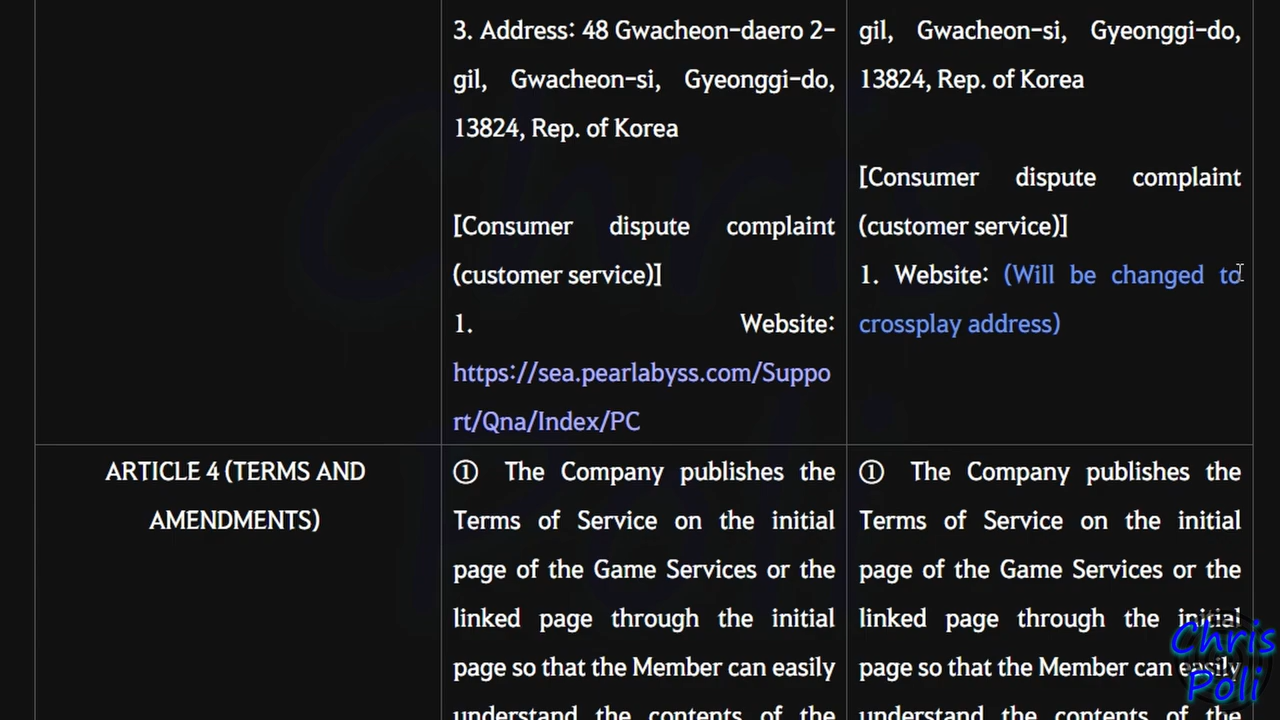 3. Address: 48 Gwacheon-daero 2-
gil, Gwacheon-si, Gyeonggi-do,
13824, Rep. of Korea
[Consumer dispute complaint
(customer service)]
1. Website:
https://sea.pearlabyss.com/Suppo
rt/Qna/Index/PC
gil, Gwacheon-si, Gyeonggi-do,
13824, Rep. of Korea
[Consumer dispute complaint
(customer service)]
1. Website: (Will be changed to
crossplay address)
ARTICLE 4 (TERMS AND
AMENDMENTS)
① The Company publishes the
Terms of Service on the initial
page of the Game Services or the
linked page through the initial
page so that the Member can easily
understand the contents of the
① The Company publishes the
Terms of Service on the initial
page of the Game Services or the
linked page through the initial
page so that the Member can easily
understand the contents of the
Chris
Poli
Chris
Poli